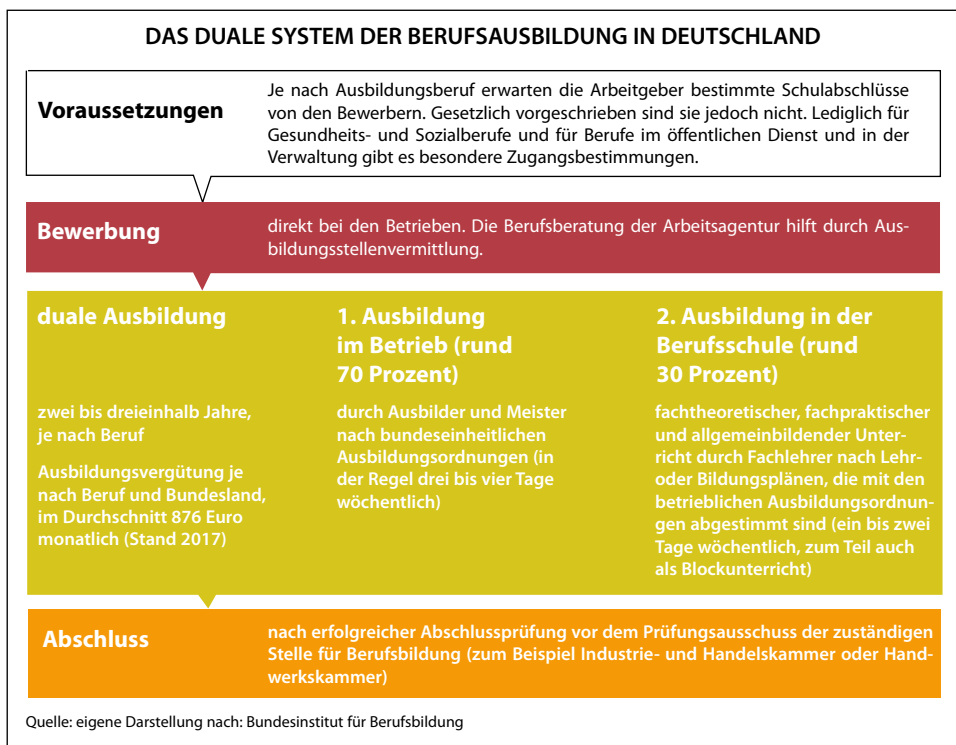 DAS DUALE SYSTEM DER BERUFSAUSBILDUNG IN DEUTSCHLAND
Voraussetzungen
Je nach Ausbildungsberuf erwarten die Arbeitgeber bestimmte Schulabschlüsse
von den Bewerbern. Gesetzlich vorgeschrieben sind sie jedoch nicht. Lediglich für
Gesundheits- und Sozialberufe und für Berufe im öffentlichen Dienst und in der
Verwaltung gibt es besondere Zugangsbestimmungen.
Bewerbung
direkt bei den Betrieben. Die Berufsberatung der Arbeitsagentur hilft durch Aus-
bildungsstellenvermittlung.
duale Ausbildung
zwei bis dreieinhalb Jahre,
je nach Beruf
Ausbildungsvergütung je
nach Beruf und Bundesland,
im Durchschnitt 876 Euro
monatlich (Stand 2017)
1. Ausbildung
im Betrieb (rund
70 Prozent)
durch Ausbilder und Meister
nach bundeseinheitlichen
Ausbildungsordnungen (in
der Regel drei bis vier Tage
wöchentlich)
2. Ausbildung in der
Berufsschule (rund
30 Prozent)
fachtheoretischer, fachpraktischer
und allgemeinbildender Unter-
richt durch Fachlehrer nach Lehr-
oder Bildungsplänen, die mit den
betrieblichen Ausbildungsordnun-
gen abgestimmt sind (ein bis zwei
Tage wöchentlich, zum Teil auch
als Blockunterricht)
Abschluss
nach erfolgreicher Abschlussprüfung vor dem Prüfungsausschuss der zuständigen
Stelle für Berufsbildung (zum Beispiel Industrie- und Handelskammer oder Hand-
werkskammer)
Quelle: eigene Darstellung nach: Bundesinstitut für Berufsbildung